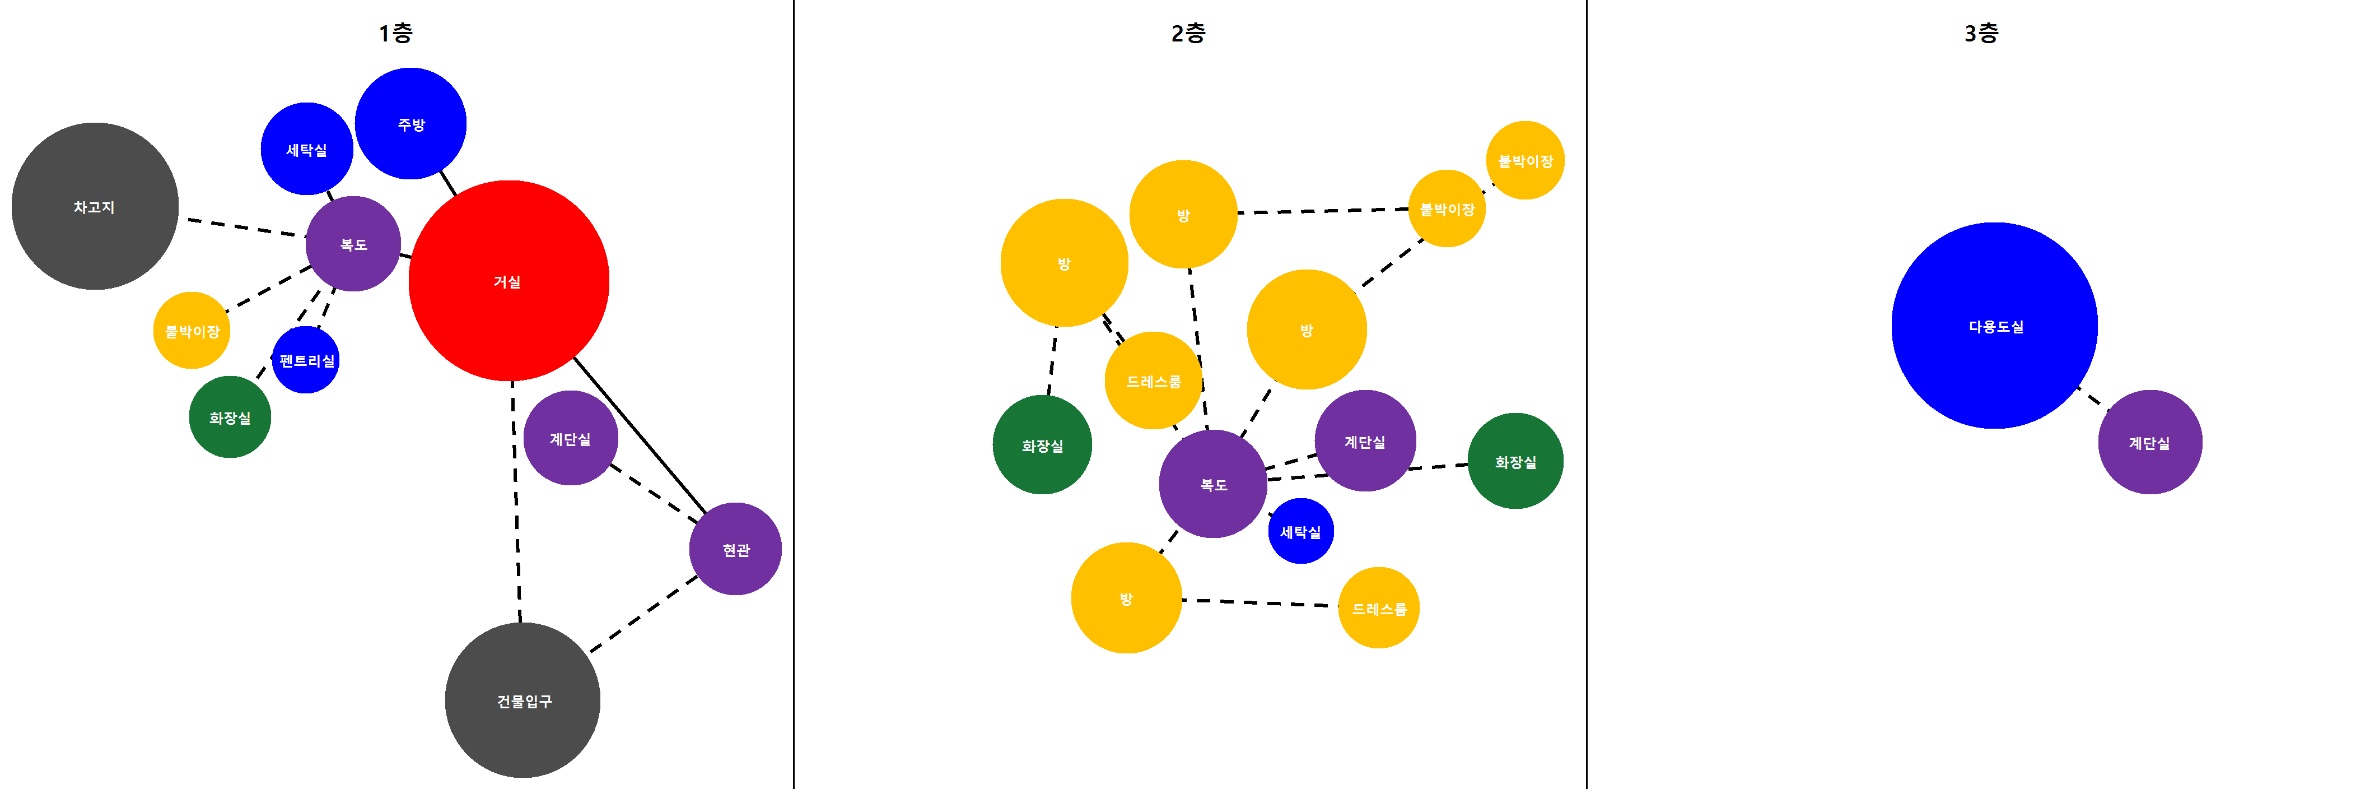 1층
주방
세탁실
차고지
복도
거실
붙박이장
펜트리실
화장실
계단실
현관
건물입구
2층
붙박이장
붙박이장
방
방
방
드레스룸
화장실
계단실
화장실
복도
세탁실
방
드레스룸
3층
다용도실
계단실